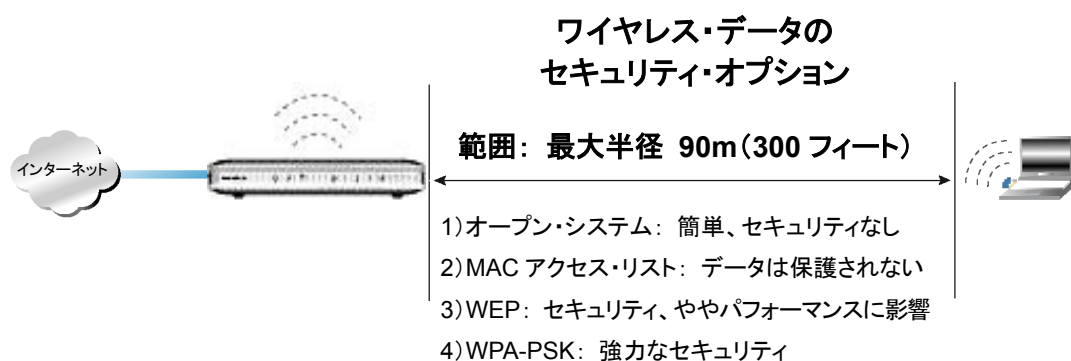 ワイヤレス・データの
セキュリティ・オプション
範囲: 最大半径 90m(300 フィート)
インターネット
1)オープン・システム: 簡単、セキュリティなし
2)MAC アクセス・リスト: データは保護されない
3)WEP: セキュリティ、ややパフォーマンスに影響
4)WPA-PSK: 強力なセキュリティ